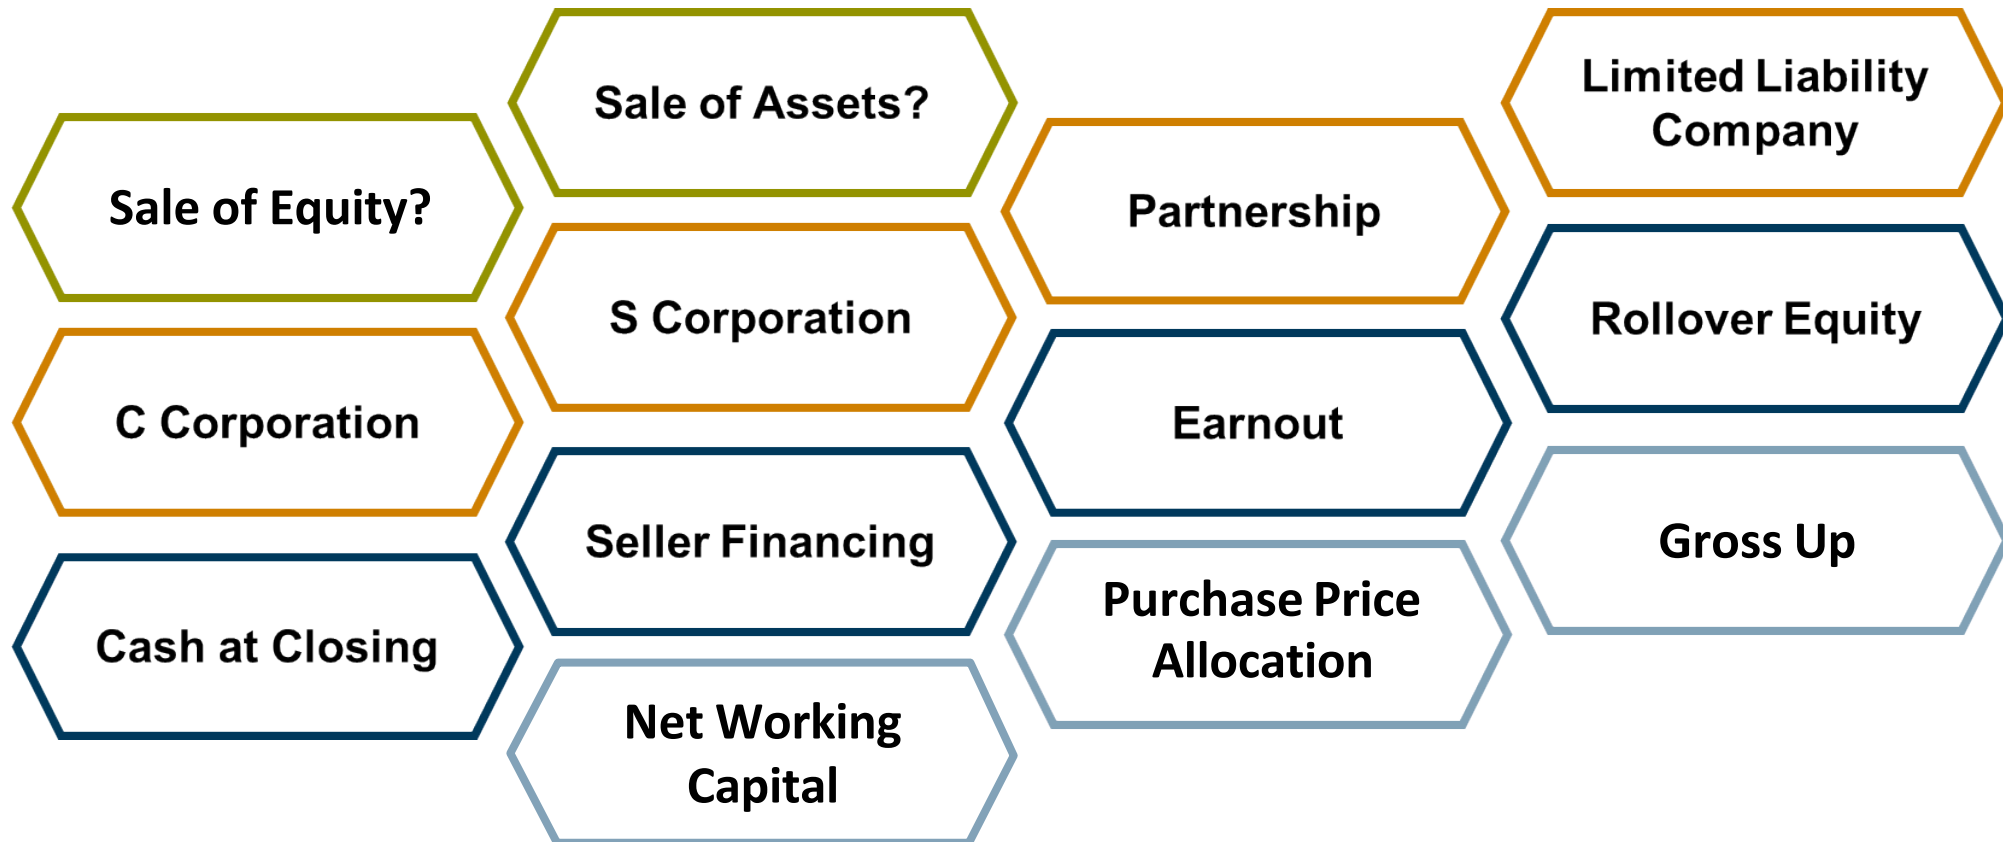 Sale of Equity?
Sale of Assets?
Partnership
Limited Liability
Company
C Corporation
S Corporation
Earnout
Rollover Equity
Cash at Closing
Seller Financing
Purchase Price
Allocation
Gross Up
Net Working
Capital